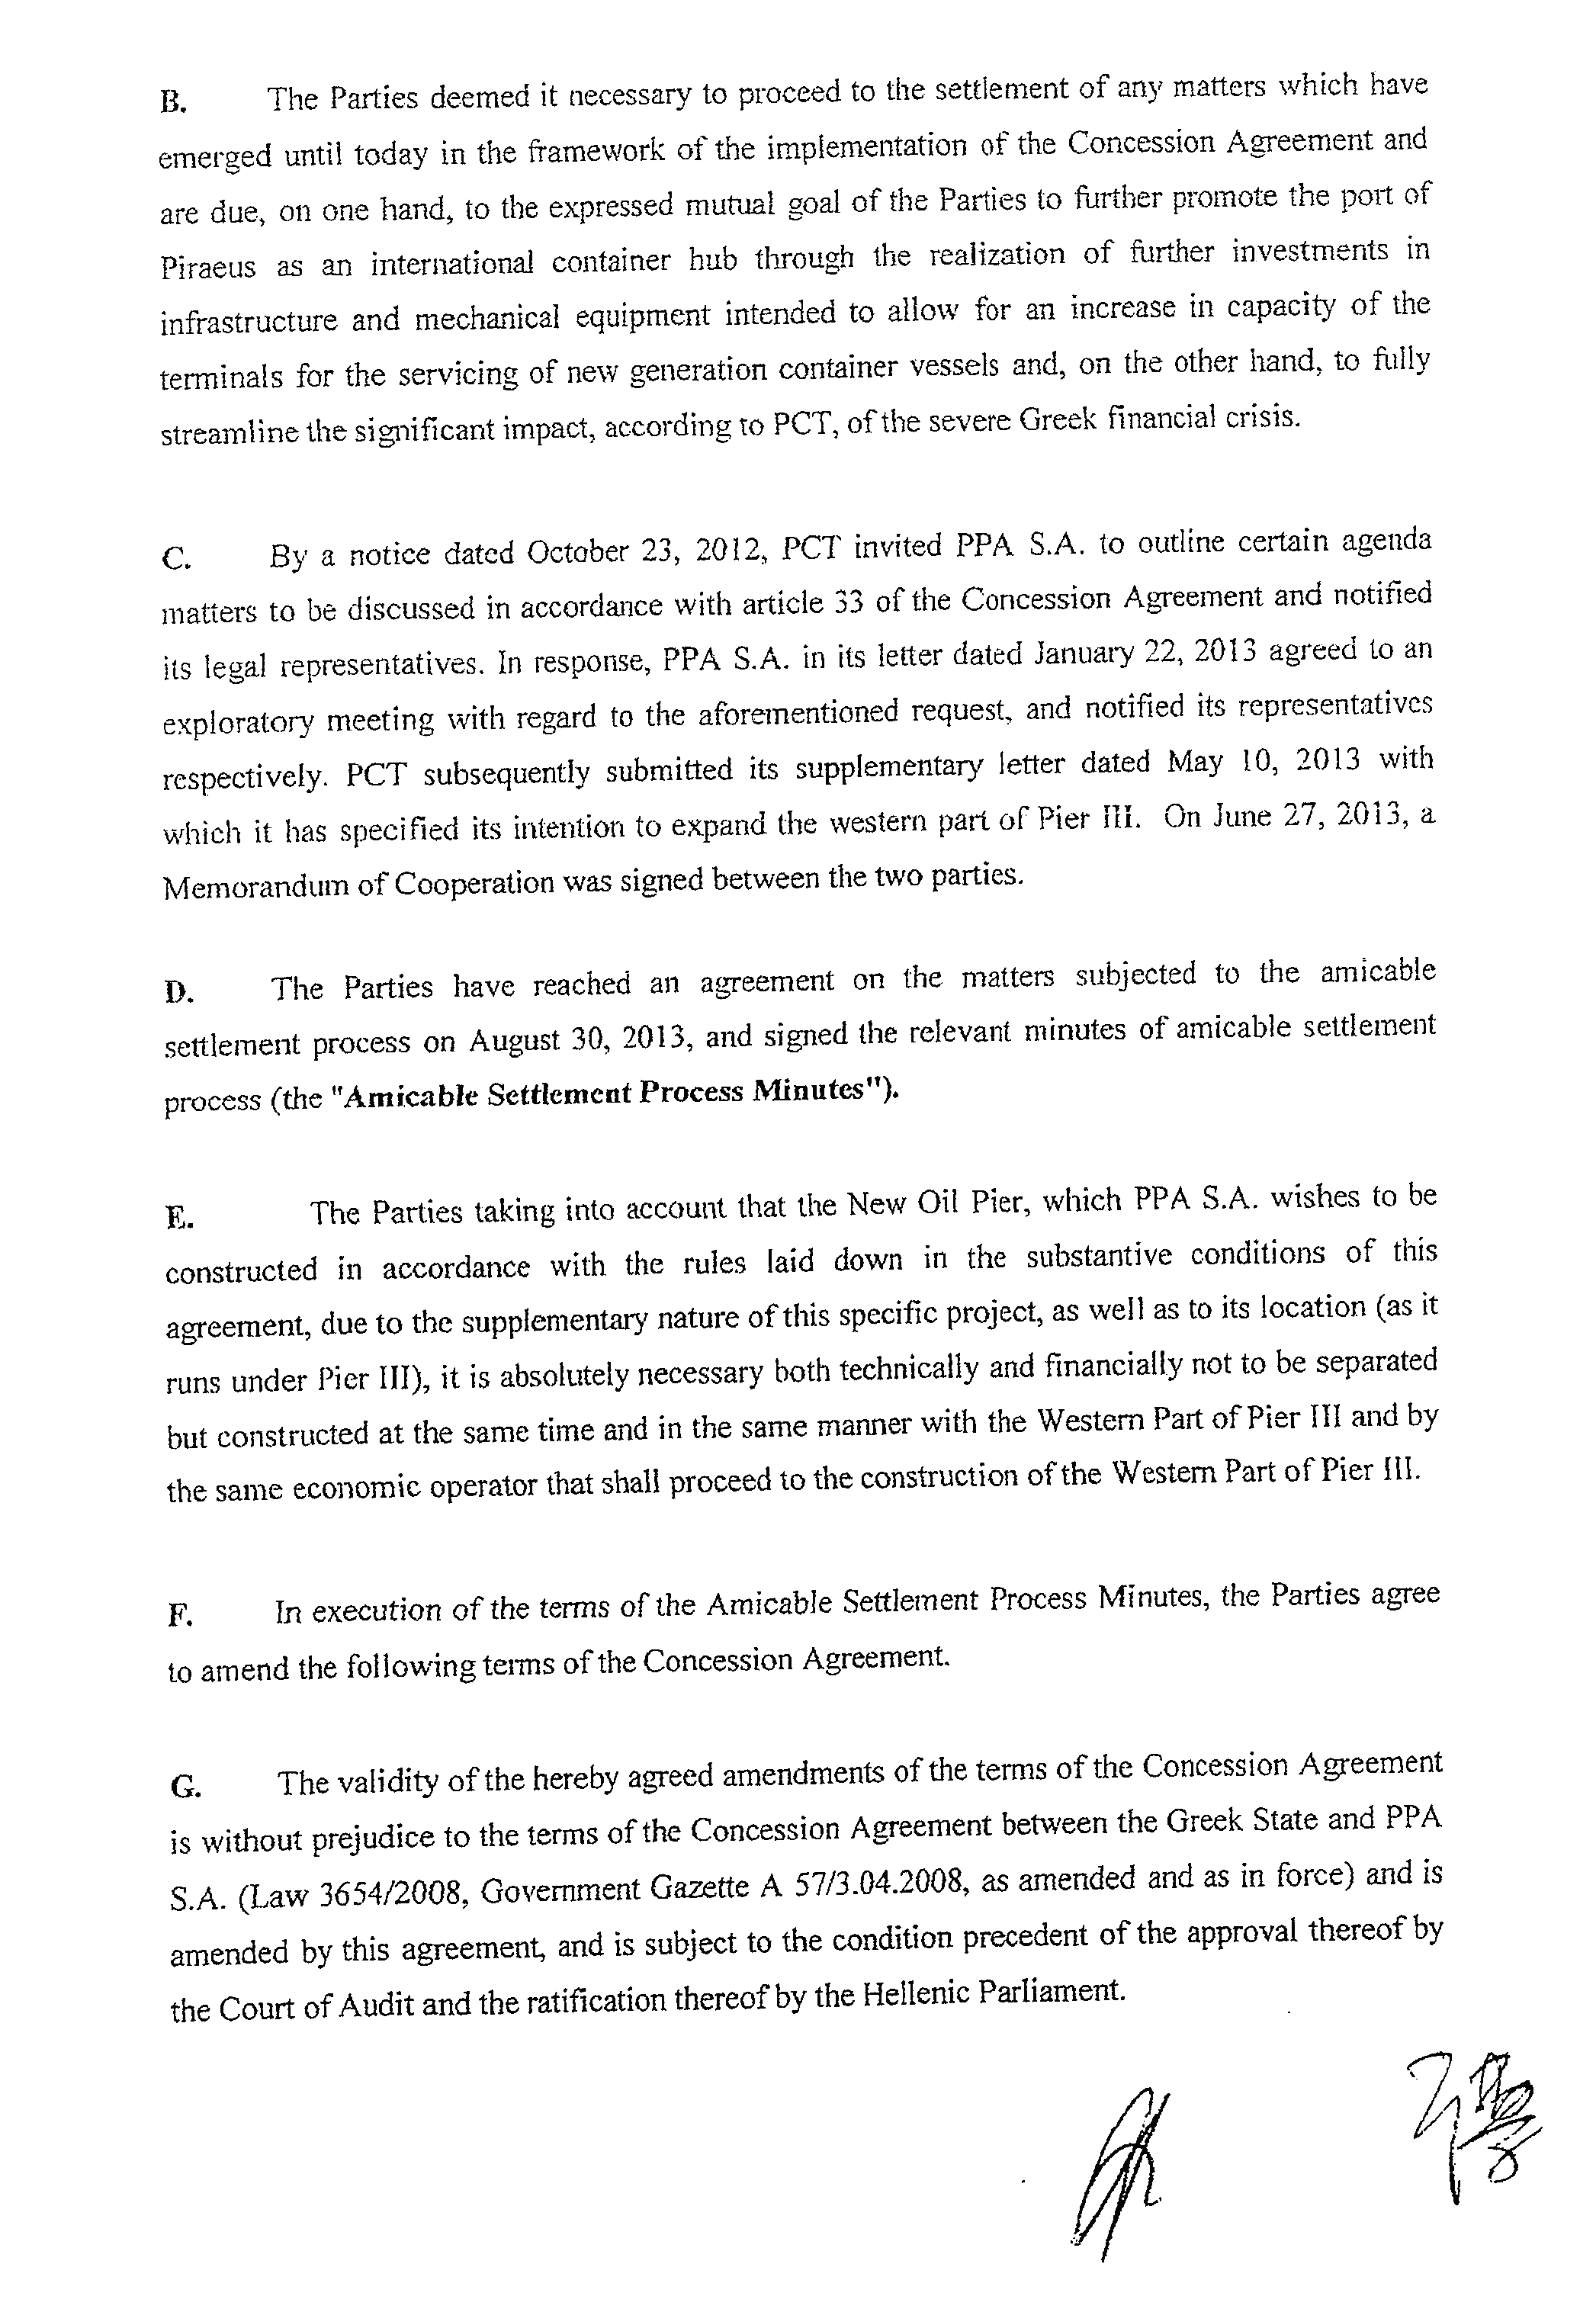 B. The Parties deemed it necessary to proceed to the settlement of any matters which have
emerged until today in the framework of the implementation of the Concession Agreement and
are due, on one hand, to the expressed mutual goal of the Parties to further promote the port of
Piraeus as an international container hub through the realization of further investments in
infrastructure and mechanical equipment intended to allow for an increase in capacity of the
terminals for the servicing of new generation container vessels and, on the other hand, to fully
streamline the significant impact, according to PCT, of the severe Greek financial crisis.
C. By a notice dated October 23, 2012, PCT invited PPA S.A. to outline certain agenda
matters to be discussed in accordance with article 33 of the Concession Agreement and notified
its legal representatives. In response, PPA S.A. in its letter dated January 22, 2013 agreed to an
exploratory meeting with regard to the aforementioned request, and notified its representatives
respectively. PCT subsequently submitted its supplementary letter dated May 10, 2013 with
which it has specified its intention to expand the western part of Pier III. On June 27, 2013, a
Memorandum of Cooperation was signed between the two parties.
D. The Parties have reached an agreement on the matters subjected to the amicable
settlement process on August 30, 2013, and signed the relevant minutes of amicable settlement
process (the "Amicable Settlement Process Minutes").
E. The Parties taking into account that the New Oil Pier, which PPA S.A. wishes to be
constructed in accordance with the rules laid down in the substantive conditions of this
agreement, due to the supplementary nature of this specific project, as well as to its location (as it
runs under Pier III), it is absolutely necessary both technically and financially not to be separated
but constructed at the same time and in the same manner with the Western Part of Pier III and by
the same economic operator that shall proceed to the construction of the Western Part of Pier III.
F. In execution of the terms of the Amicable Settlement Process Minutes, the Parties agree
to amend the following terms of the Concession Agreement.
G. The validity of the hereby agreed amendments of the terms of the Concession Agreement
is without prejudice to the terms of the Concession Agreement between the Greek State and PPA
S.A. (Law 3654/2008, Government Gazette A 57/3.04.2008, as amended and as in force) and is
amended by this agreement, and is subject to the condition precedent of the approval thereof by
the Court of Audit and the ratification thereof by the Hellenic Parliament.